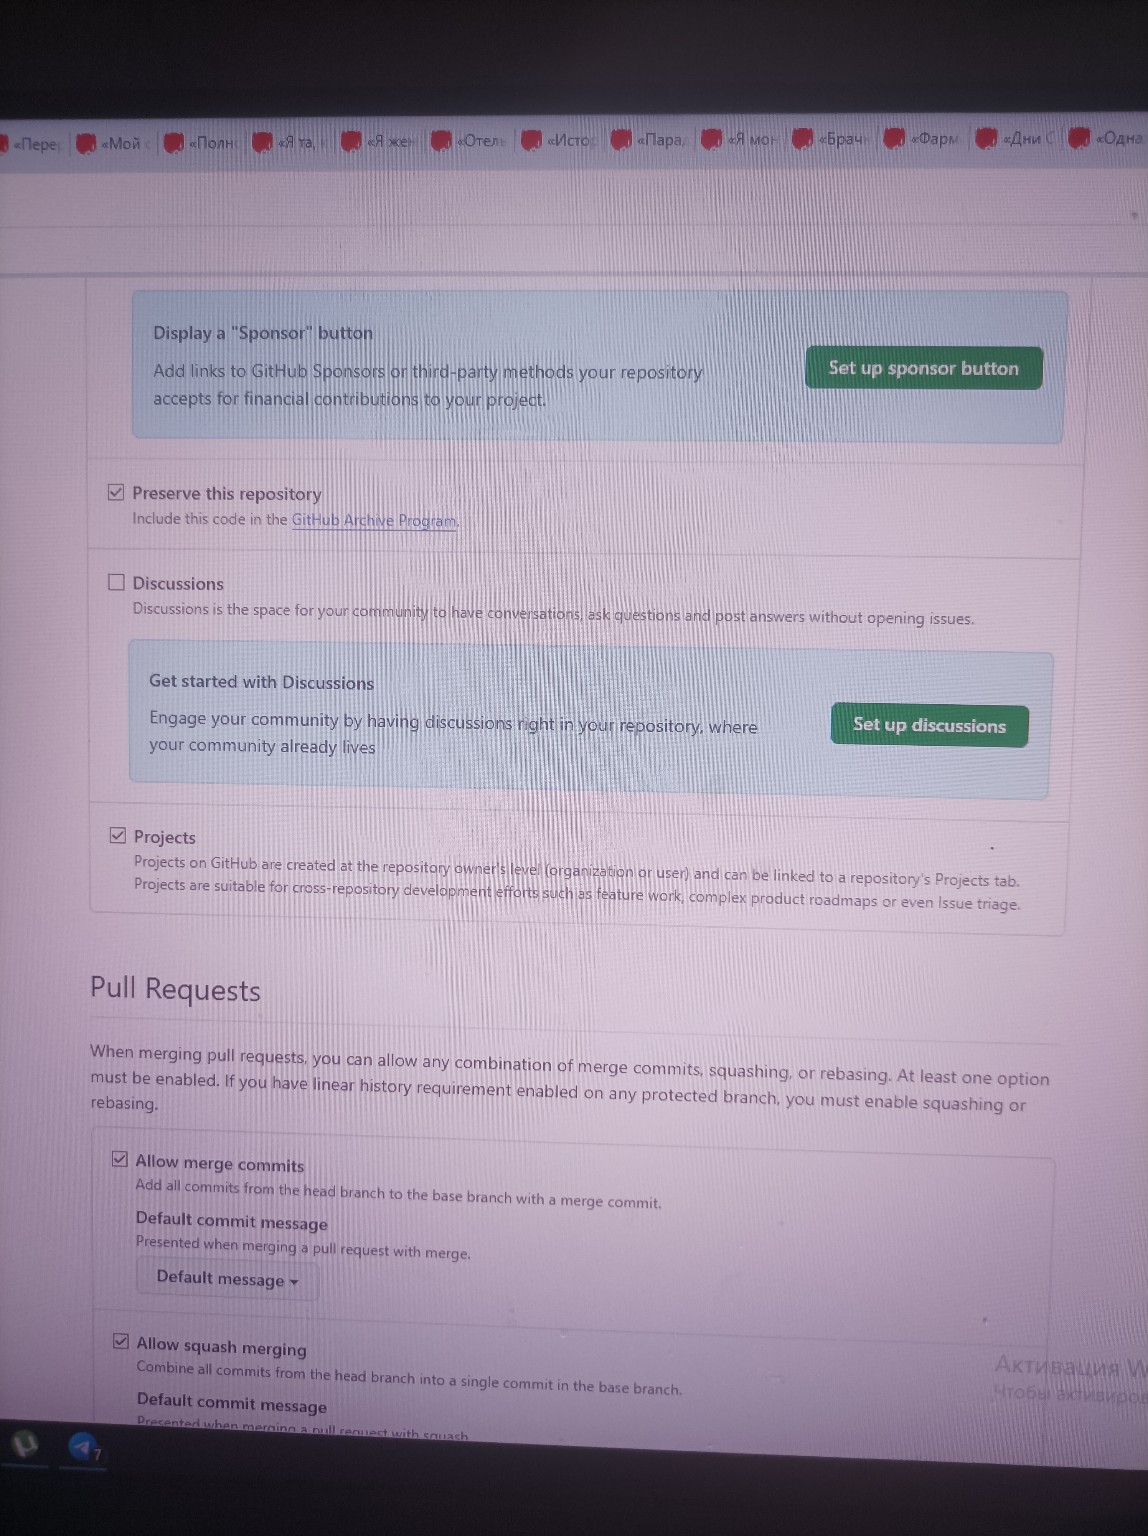 «Пере
«Мой
«Полн
«Я та,
«Я жен
«Отель
«Исто
«Пара
«Я мон
«Брачн
«Фарм
«Дни С
«Одна
Display a "Sponsor" button
Add links to GitHub Sponsors or third-party methods your repository
accepts for financial contributions to your project.
Set up sponsor button
Preserve this repository
Include this code in the GitHub Archive Program.
Discussions
Discussions is the space for your community to have conversations, ask questions and post answers without opening issues.
Get started with Discussions
Engage your community by having discussions right in your repository, where
your community already lives
Set up discussions
Projects
Projects on GitHub are created at the repository owner's level (organization or user) and can be linked to a repository's Projects tab.
Projects are suitable for cross-repository development efforts such as feature work, complex product roadmaps or even Issue triage.
Pull Requests
When merging pull requests, you can allow any combination of merge commits, squashing, or rebasing. At least one option
must be enabled. If you have linear history requirement enabled on any protected branch, you must enable squashing or
rebasing.
Allow merge commits
Add all commits from the head branch to the base branch with a merge commit.
Default commit message
Presented when merging a pull request with merge.
Default message
Allow squash merging
Combine all commits from the head branch into a single commit in the base branch.
Default commit message
Presented when merging a pull request with squash
Активация W
Чтобы активиров
7